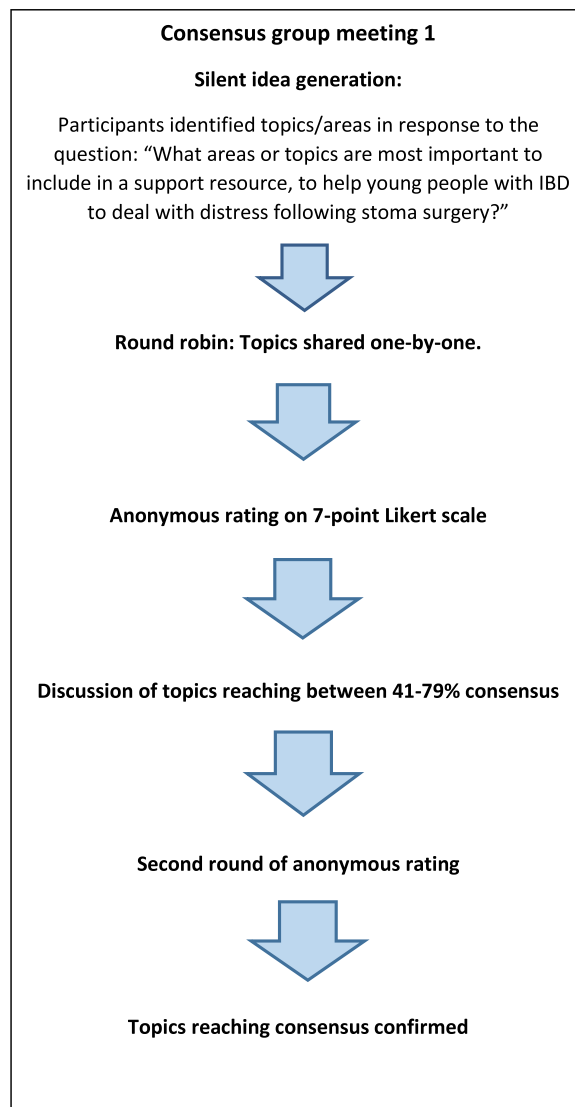 Consensus group meeting 1
Silent idea generation:
Participants identified topics/areas in response to the
question: “What areas or topics are most important to
include in a support resource, to help young people with IBD
to deal with distress following stoma surgery?”
Round robin: Topics shared one-by-one.
Anonymous rating on 7-point Likert scale
Discussion of topics reaching between 41-79% consensus
Second round of anonymous rating
Topics reaching consensus confirmed